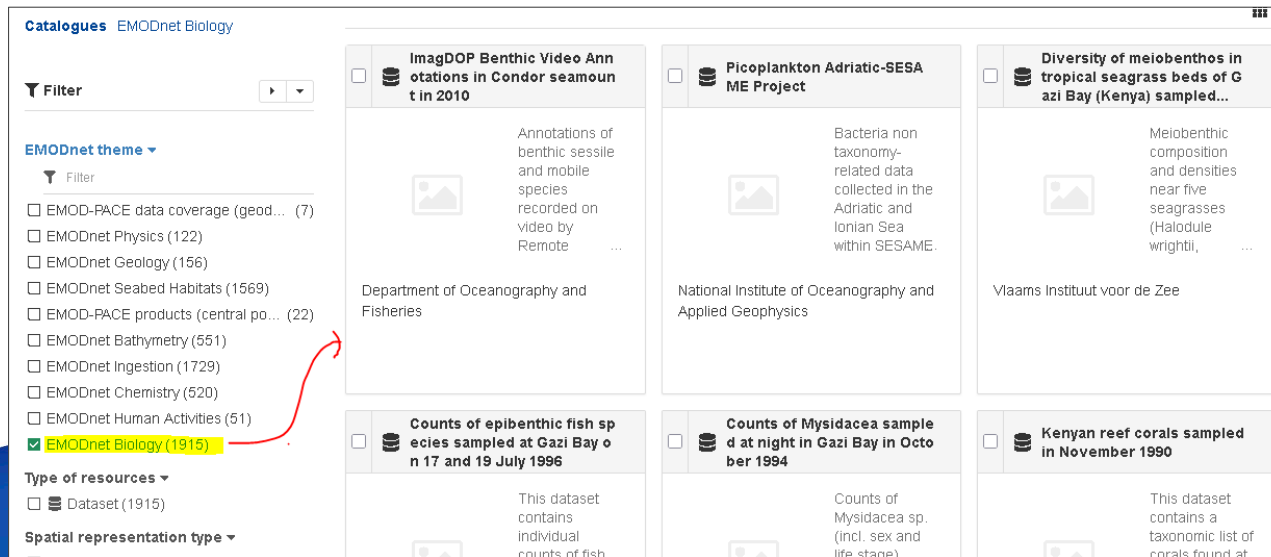 Catalogues EMODnet Biology
Filter
EMODnet theme
Filter
EMOD-PACE data coverage (geod... (7)
EMODnet Physics (122)
EMODnet Geology (156)
EMODnet Seabed Habitats (1569)
EMOD-PACE products (central po... (22)
EMODnet Bathymetry (551)
EMODnet Ingestion (1729)
EMODnet Chemistry (520)
EMODnet Human Activities (51)
EMODnet Biology (1915)
Type of resources
Dataset (1915)
Spatial representation type
ImagDOP Benthic Video Ann
otations in Condor seamoun
t in 2010
Annotations of
benthic sessile
and mobile
species
recorded on
video by
Remote ...
Department of Oceanography and
Fisheries
Picoplankton Adriatic-SESA
ME Project
Bacteria non
taxonomy-
related data
collected in the
Adriatic and
Ionian Sea
within SESAME.
National Institute of Oceanography and
Applied Geophysics
Diversity of meiobenthos in
tropical seagrass beds of G
azi Bay (Kenya) sampled...
Meiobenthic
composition
and densities
near five
seagrasses
(Halodule
wrightii, ...
Vlaams Instituut voor de Zee
Counts of epibenthic fish sp
ecies sampled at Gazi Bay o
n 17 and 19 July 1996
This dataset
contains
individual
counts of fish
Counts of Mysidacea sample
d at night in Gazi Bay in Octo
ber 1994
Counts of
Mysidacea sp.
(incl. sex and
life stage)
Kenyan reef corals sampled
in November 1990
This dataset
contains a
taxonomic list of
corals found at